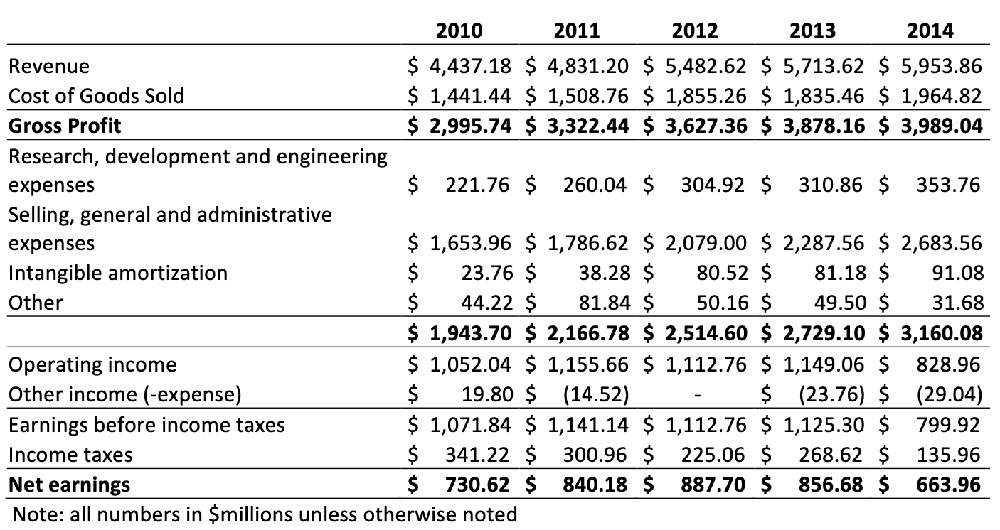 2010 2011 2012 2013 2014
Revenue $ 4,437.18 $ 4,831.20 $ 5,482.62 $ 5,713.62 $ 5,953.86
Cost of Goods Sold $ 1,441.44 $ 1,508.76 $ 1,855.26 $ 1,835.46 $ 1,964.82
Gross Profit $ 2,995.74 $ 3,322.44 $ 3,627.36 $ 3,878.16 $ 3,989.04
Research, development and engineering
expenses $ 221.76 $ 260.04 $ 304.92 $ 310.86 $ 353.76
Selling, general and administrative
expenses $ 1,653.96 $ 1,786.62 $ 2,079.00 $ 2,287.56 $ 2,683.56
Intangible amortization $ 23.76 $ 38.28 $ 80.52 $ 81.18 $ 91.08
Other $ 44.22 $ 81.84 $ 50.16 $ 49.50 $ 31.68
$ 1,943.70 $ 2,166.78 $ 2,514.60 $ 2,729.10 $ 3,160.08
Operating income $ 1,052.04 $ 1,155.66 $ 1,112.76 $ 1,149.06 $ 828.96
Other income (-expense) $ 19.80 $ (14.52) - $ (23.76) $ (29.04)
Earnings before income taxes $ 1,071.84 $ 1,141.14 $ 1,112.76 $ 1,125.30 $ 799.92
Income taxes $ 341.22 $ 300.96 $ 225.06 $ 268.62 $ 135.96
Net earnings $ 730.62 $ 840.18 $ 887.70 $ 856.68 $ 663.96
Note: all numbers in $millions unless otherwise noted